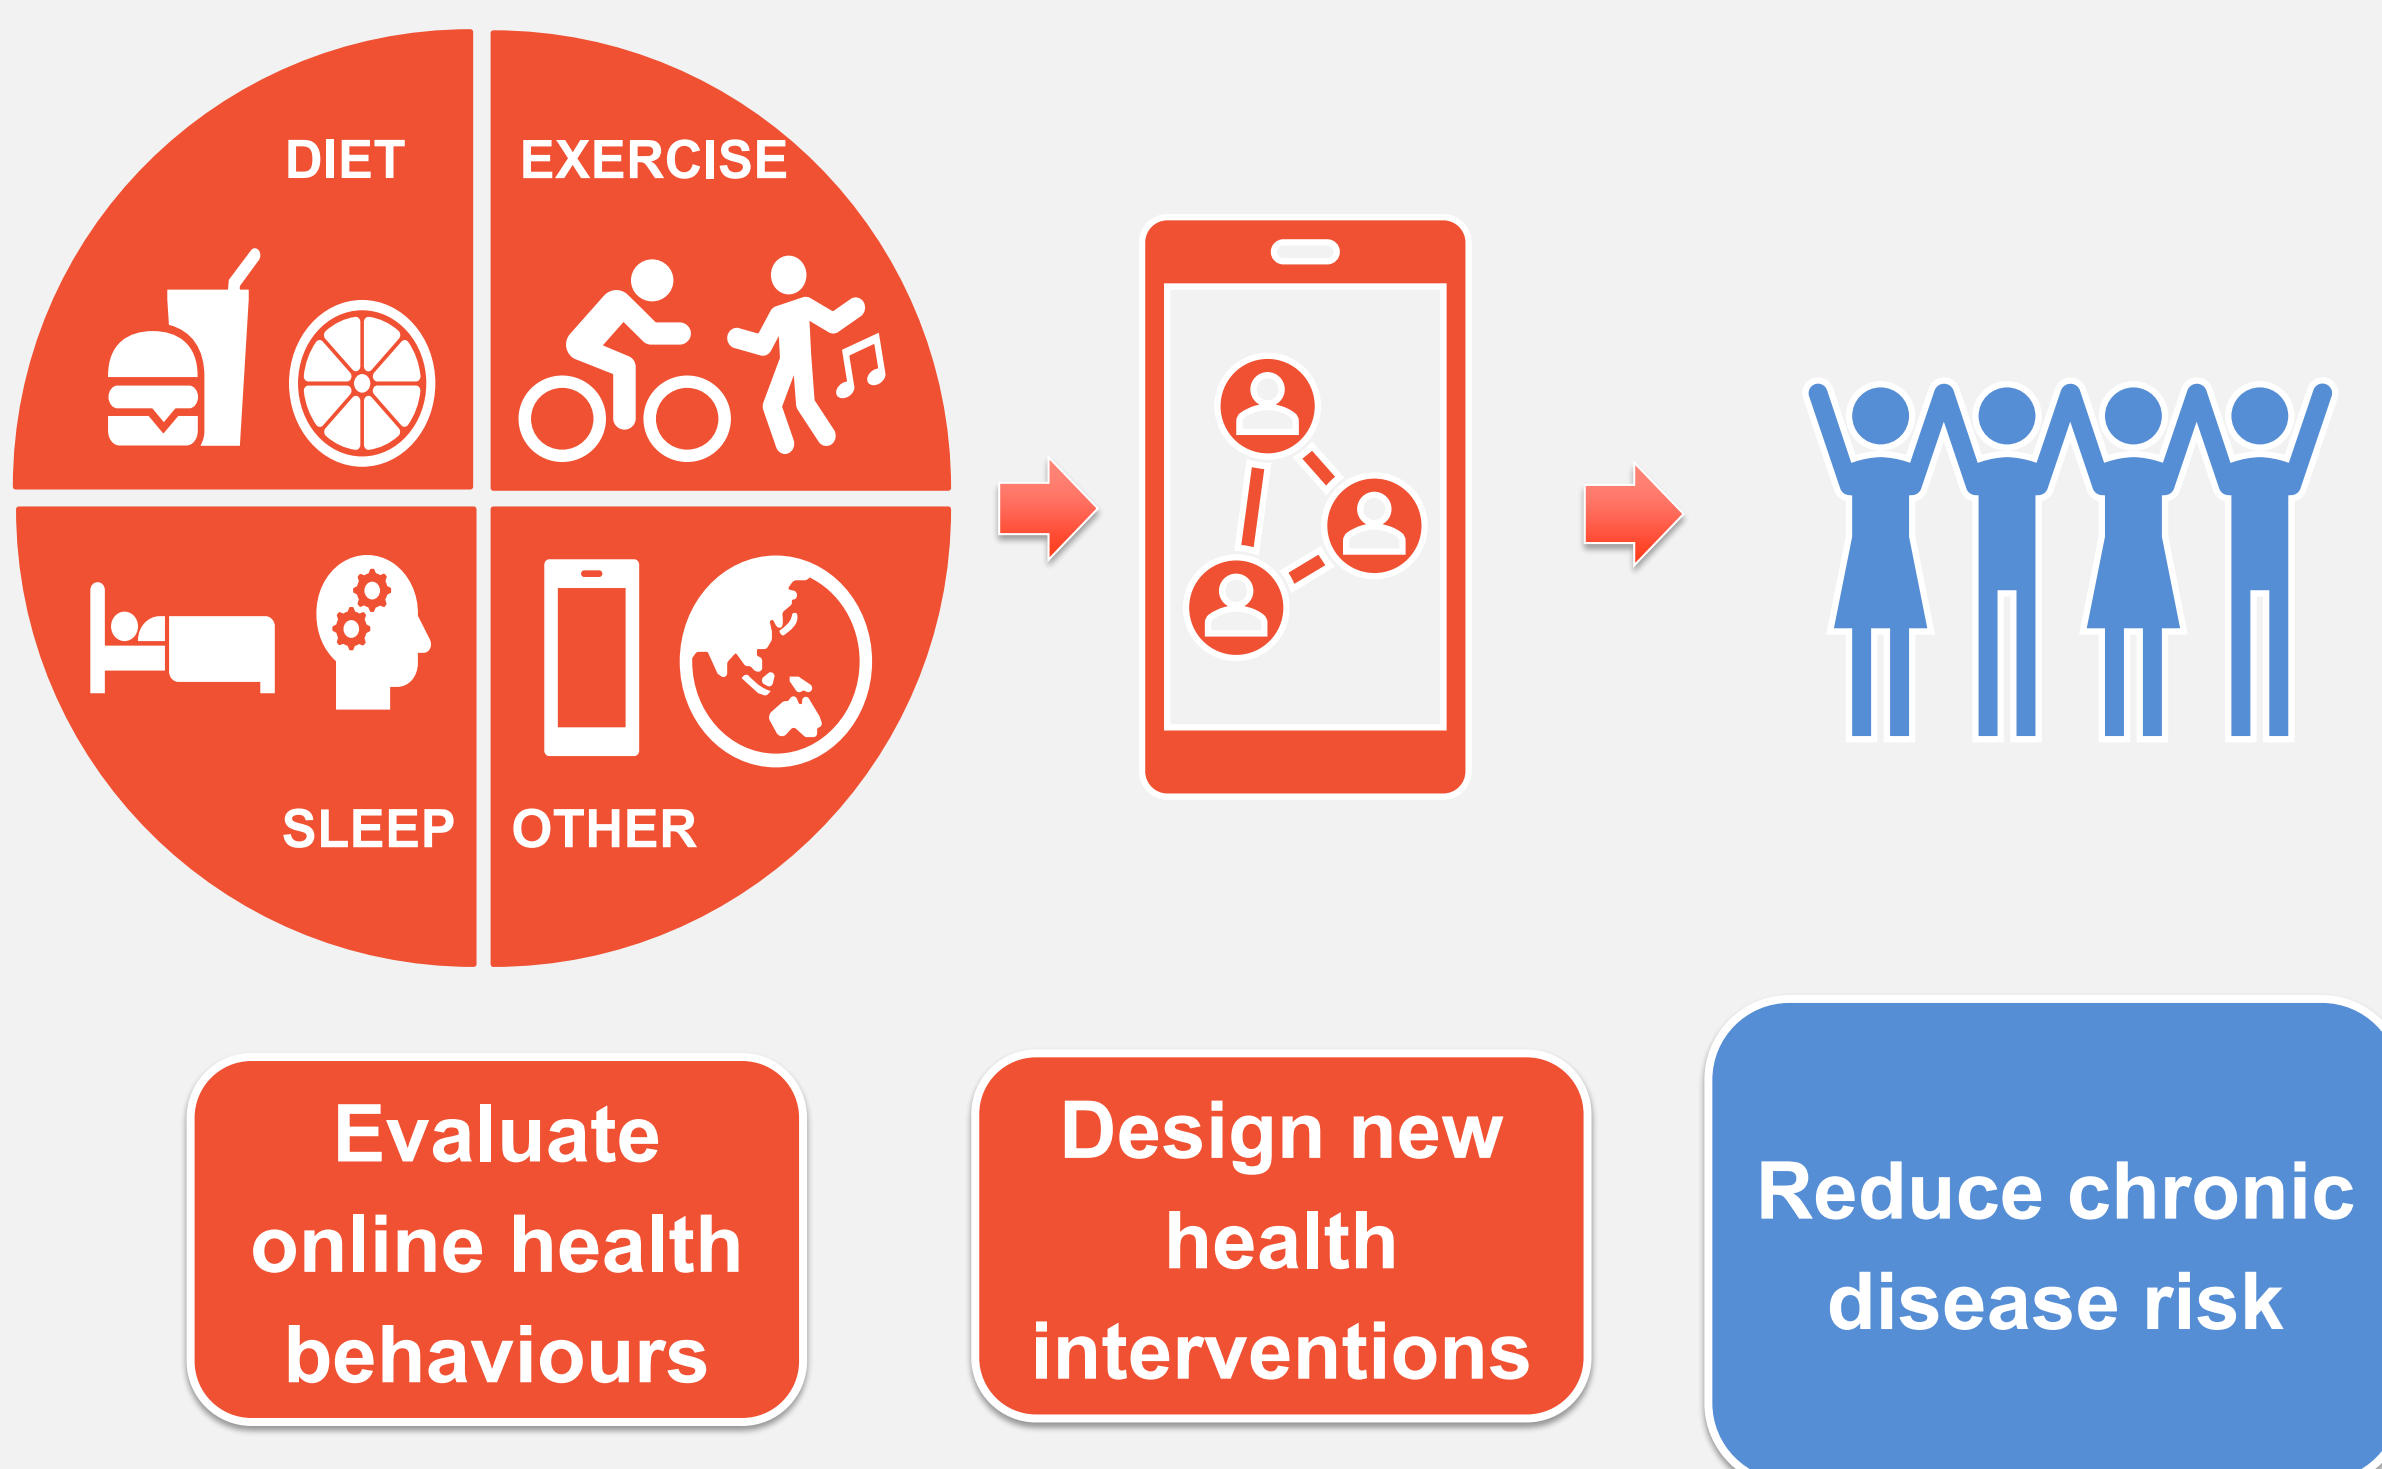 DIET
EXERCISE
SLEEP
OTHER
Evaluate
online health
behaviours
Design new
health
interventions
Reduce chronic
disease risk